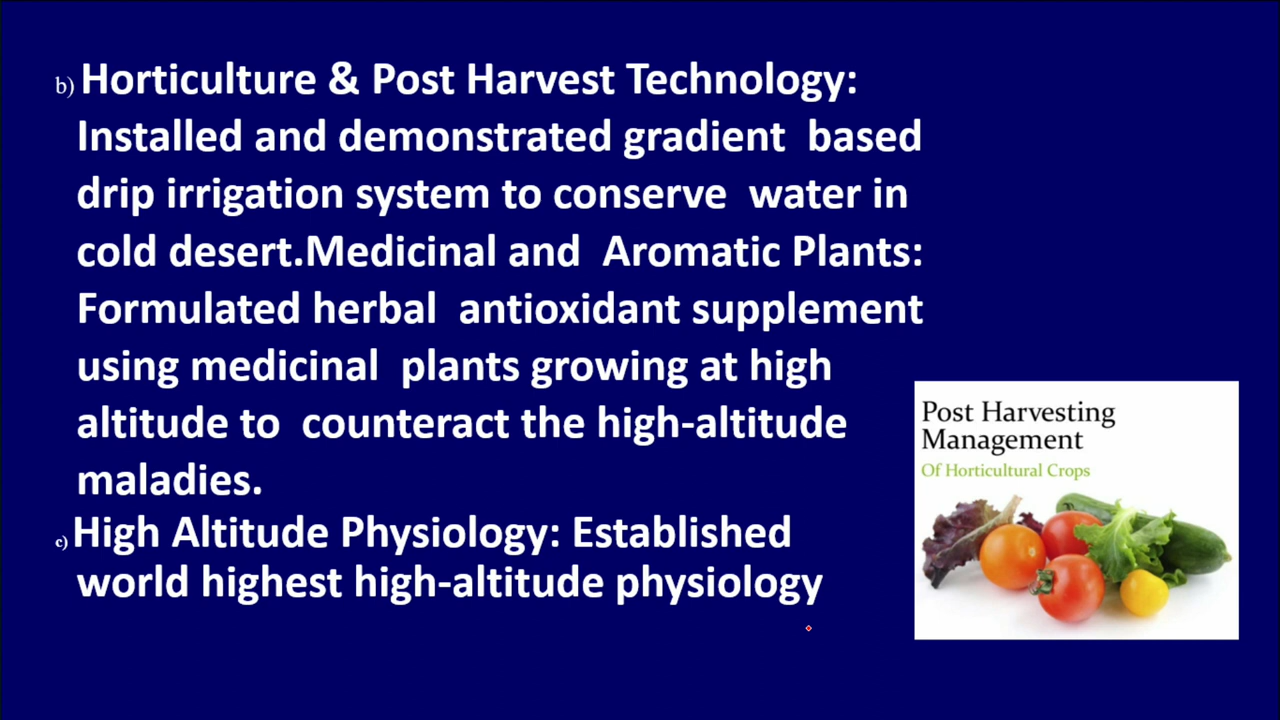 b) Horticulture & Post Harvest Technology:
Installed and demonstrated gradient based
drip irrigation system to conserve water in
cold desert.Medicinal and Aromatic Plants:
Formulated herbal antioxidant supplement
using medicinal plants growing at high
altitude to counteract the high-altitude
maladies.
c) High Altitude Physiology: Established
world highest high-altitude physiology
Post Harvesting
Management
Of Horticultural Crops